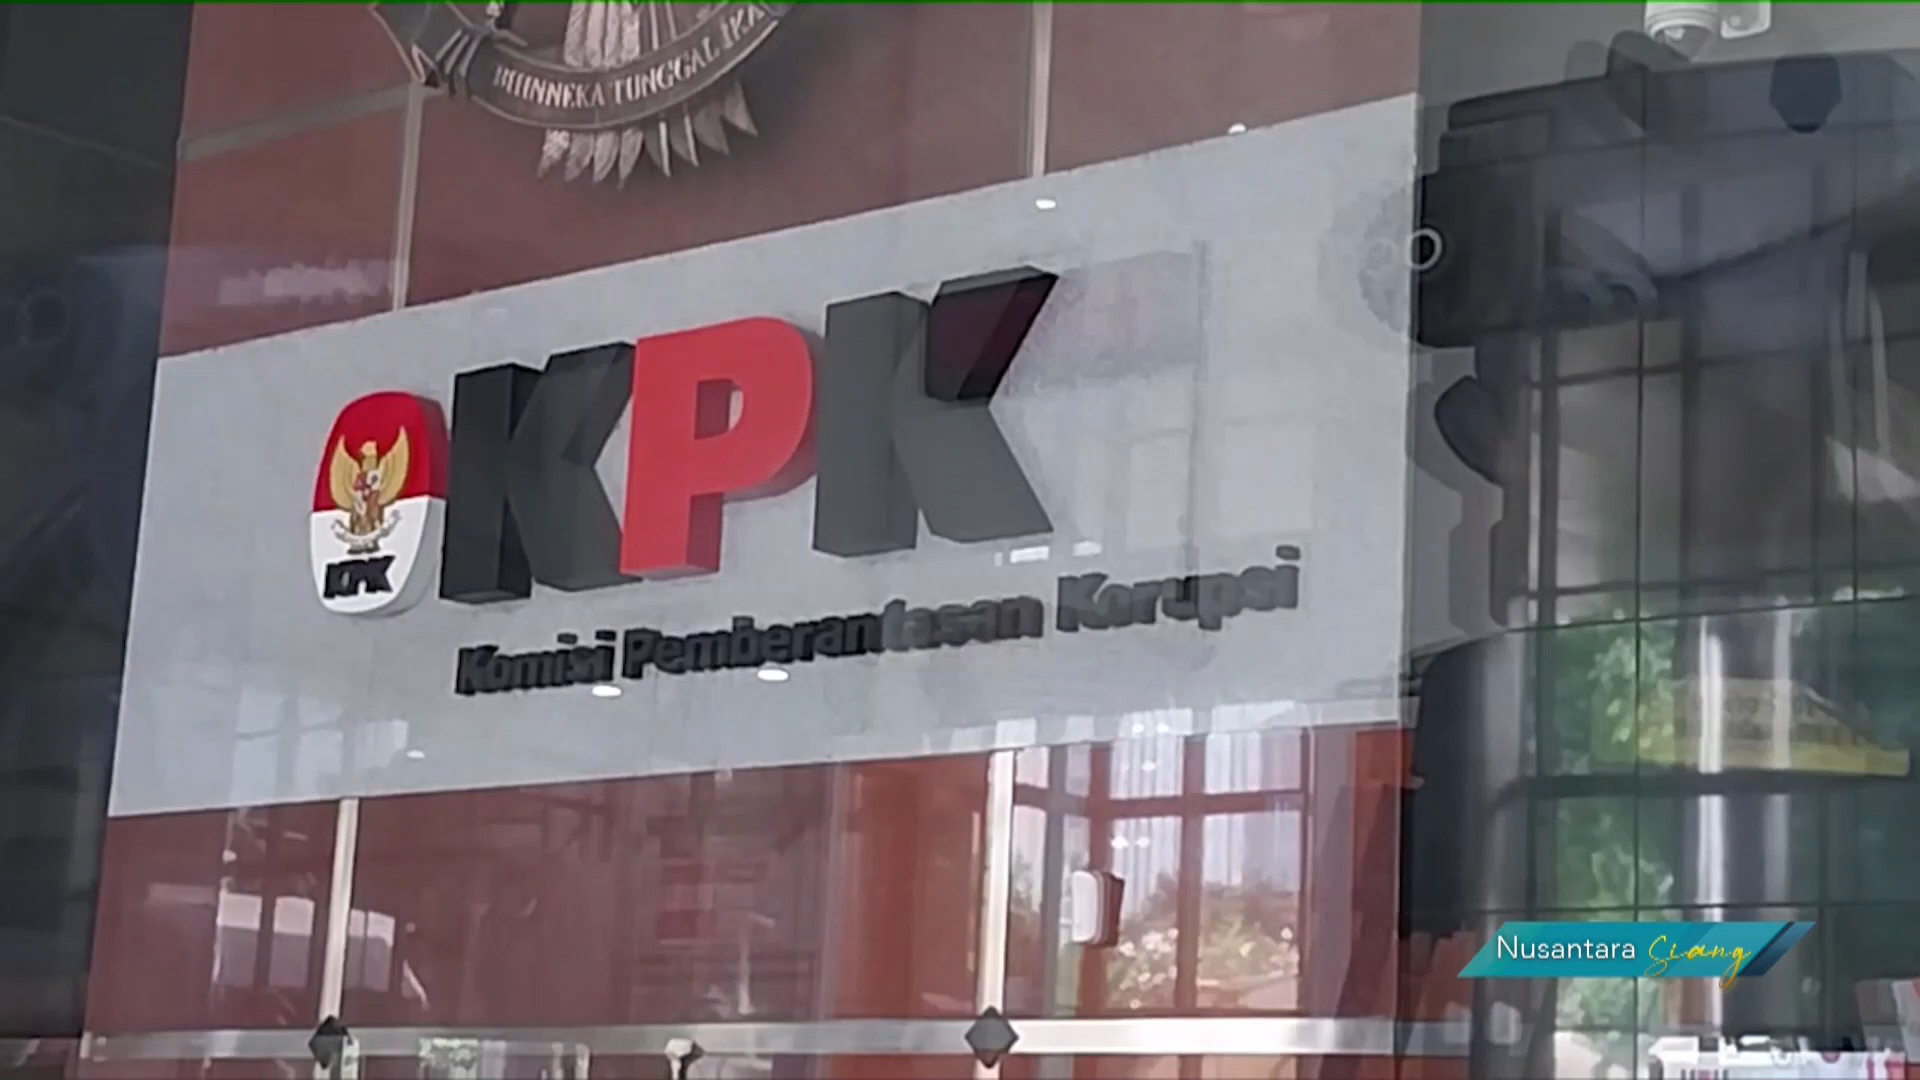 BHINNEKA TUNGGAL IKA
KPK
KPK
Komisi Pemberantasan Korupsi
Nusantara Siang